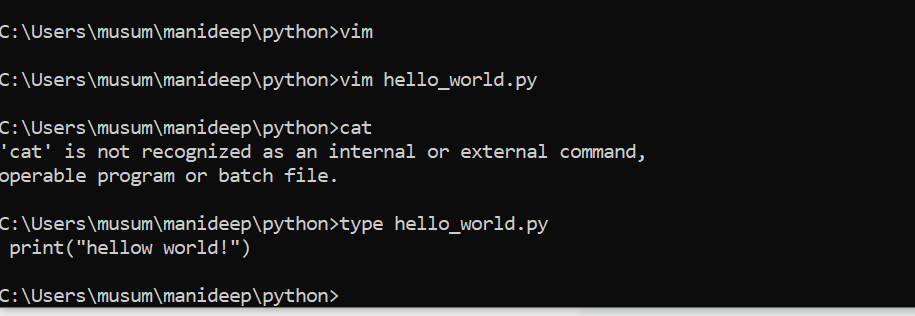 C:\Users\musum\manideep\python>vim
C:\Users\musum\manideep\python>vim hello_world.py
C:\Users\musum\manideep\python>cat
'cat' is not recognized as an internal or external command,
operable program or batch file.
C:\Users\musum\manideep\python>type hello_world.py
 print("hellow world!")
C:\Users\musum\manideep\python>